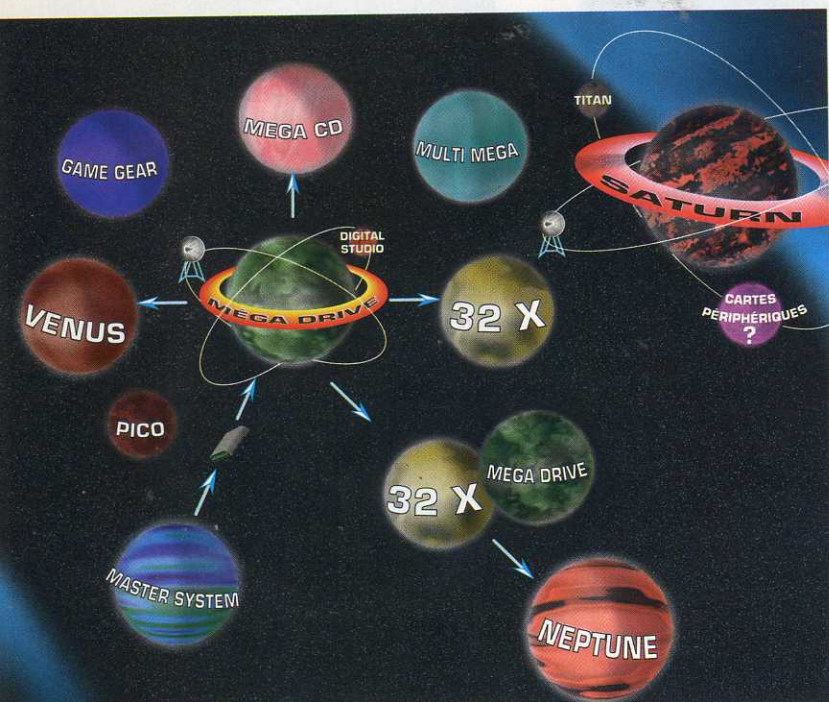 MEGA CD
GAME GEAR
MULTI MEGA
TITAN
SATURN
DIGITAL
STUDIO
MEGA DRIVE
VENUS
32 X
CARTES
PÉRIPHÉRIQUES
?
PICO
32 X
MEGA DRIVE
MASTER SYSTEM
NEPTUNE